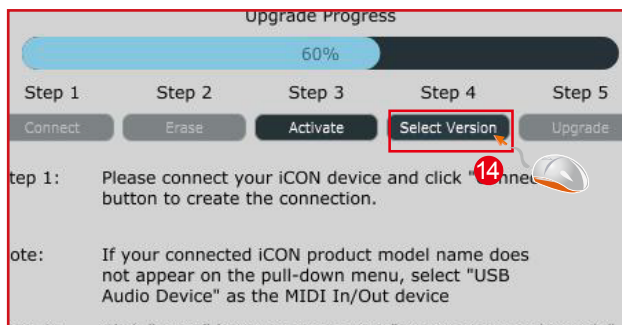 Upgrade Progress
60%
Step 1 Step 2 Step 3 Step 4 Step 5
Connect Erase Activate Select Version Upgrade
tep 1: Please connect your iCON device and click "
button to create the connection.
14
ote: If your connected iCON product model name does
not appear on the pull-down menu, select "USB
Audio Device" as the MIDI In/Out device